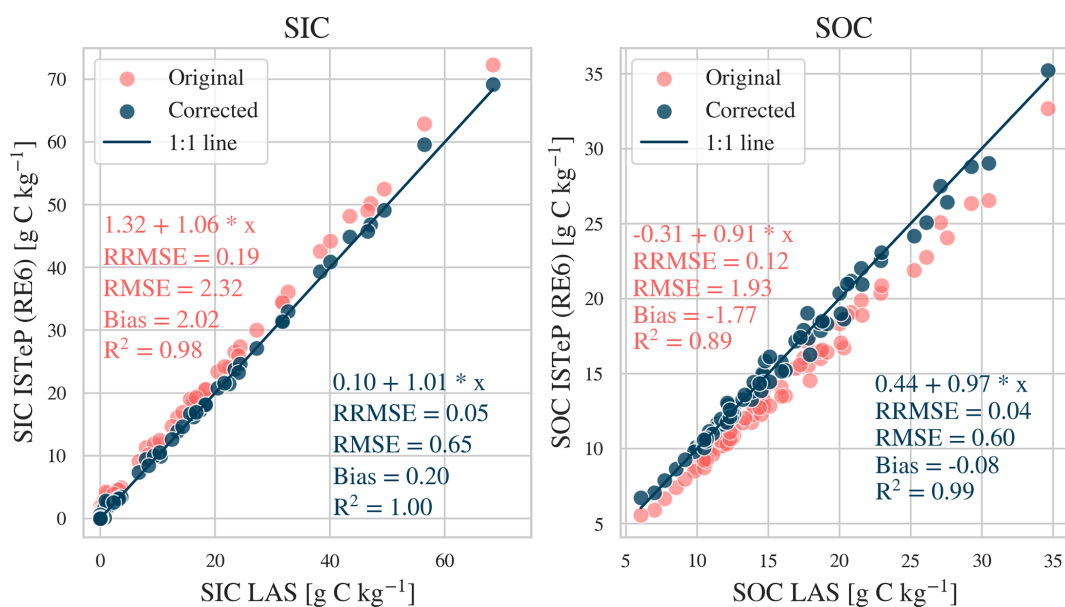 SIC
SIC ISTeP (RE6) [g C kg⁻¹]
70
60
50
40
30
20
10
0
Original
Corrected
1:1 line
1.32 + 1.06 * x
RRMSE = 0.19
RMSE = 2.32
Bias = 2.02
R² = 0.98
0.10 + 1.01 * x
RRMSE = 0.05
RMSE = 0.65
Bias = 0.20
R² = 1.00
0
20
40
60
SIC LAS [g C kg⁻¹]
SOC
SOC ISTeP (RE6) [g C kg⁻¹]
35
30
25
20
15
10
5
Original
Corrected
1:1 line
-0.31 + 0.91 * x
RRMSE = 0.12
RMSE = 1.93
Bias = -1.77
R² = 0.89
0.44 + 0.97 * x
RRMSE = 0.04
RMSE = 0.60
Bias = -0.08
R² = 0.99
5
10
15
20
25
30
35
SOC LAS [g C kg⁻¹]